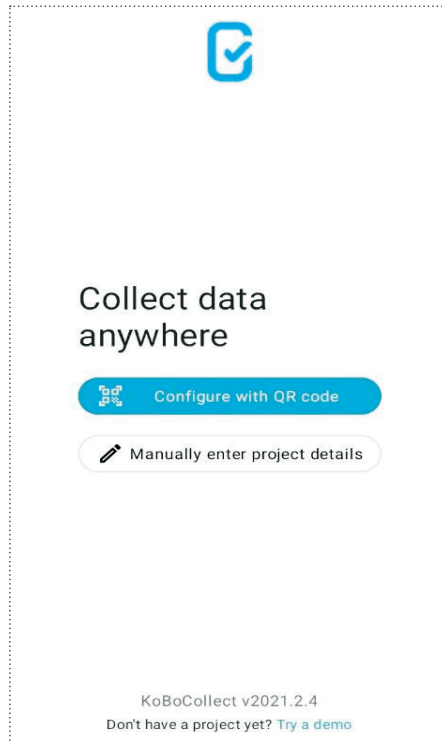 Collect data
anywhere
Configure with QR code
Manually enter project details
KoBoCollect v2021.2.4
Don't have a project yet? Try a demo